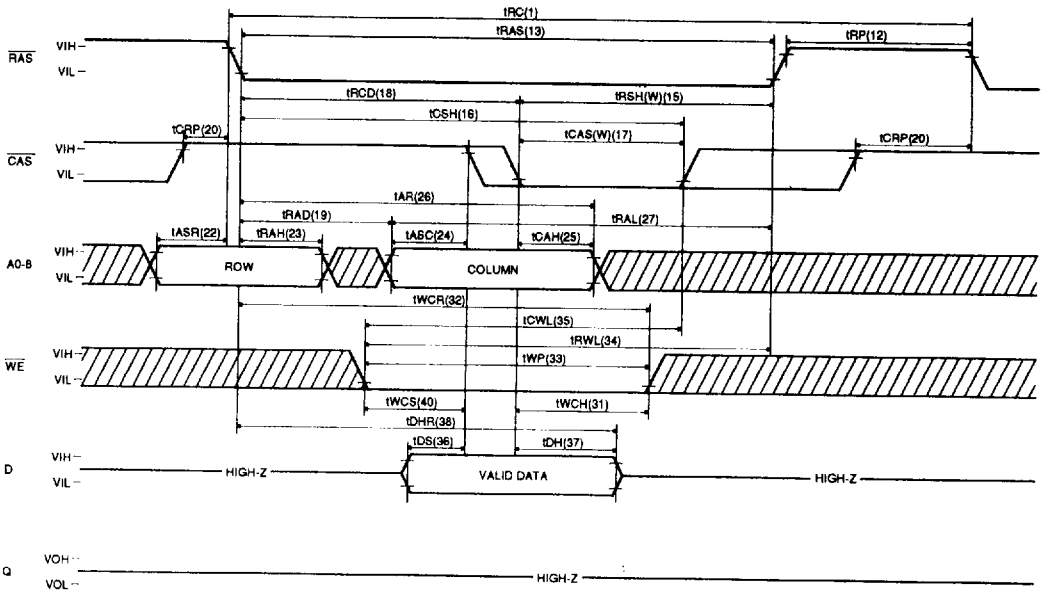 tRC(1)
tRAS(13)
tRP(12)
RAS
VIH
VIL
tRCD(18)
tRSH(W)(15)
tCSH(16)
tCRP(20)
tCAS(W)(17)
tCRP(20)
CAS
VIH
VIL
tAR(26)
tRAD(19)
tRAL(27)
tASR(22)
tRAH(23)
tASC(24)
tCAH(25)
A0-8
VIH
VIL
ROW
COLUMN
tWCR(32)
tCWL(35)
tRWL(34)
WE
VIH
VIL
tWP(33)
tWCS(40)
tWCH(31)
tDHR(38)
tDS(36)
tDH(37)
D
VIH
VIL
HIGH-Z
VALID DATA
HIGH-Z
Q
VOH
VOL
HIGH-Z